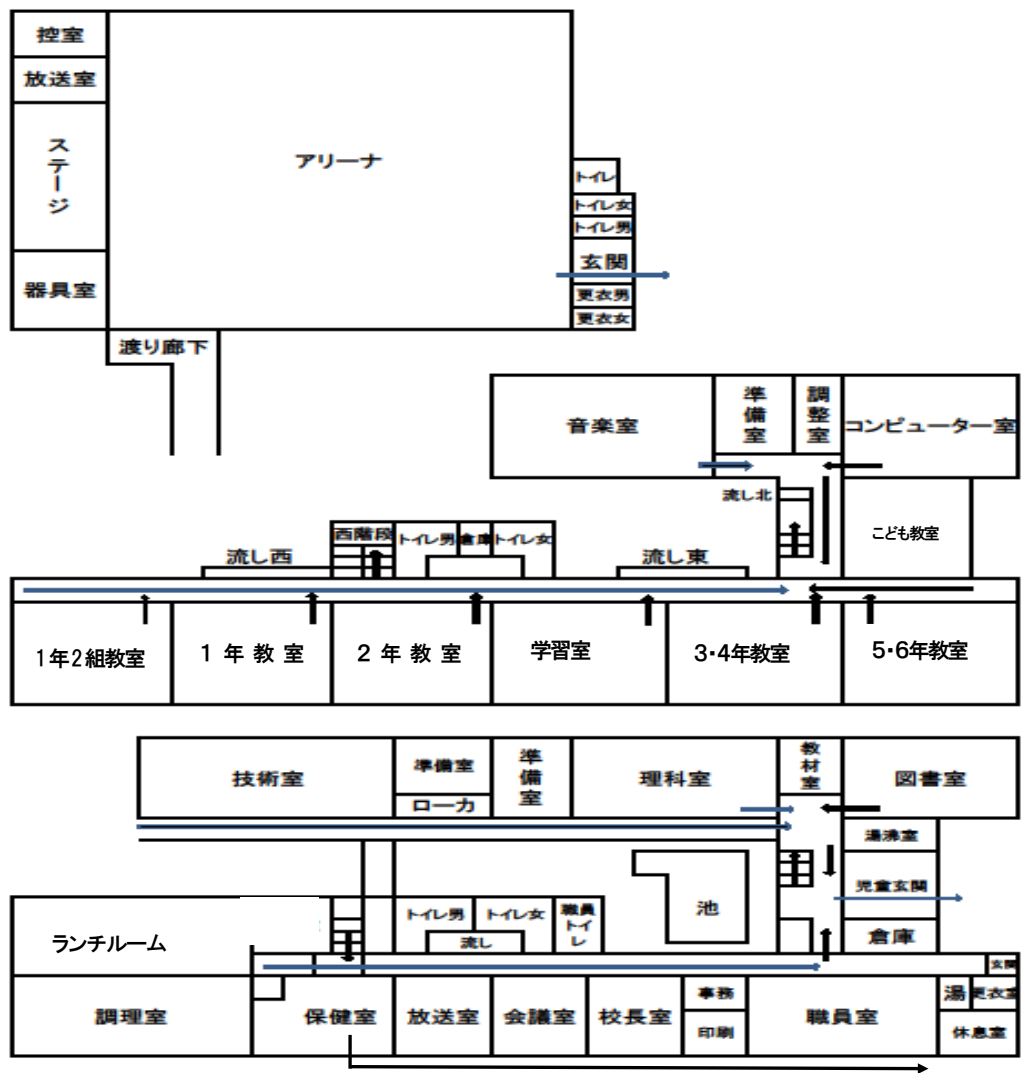 控室
放送室
ステージ
アリーナ
トイレ
トイレ女
トイレ男
玄関
器具室
更衣男
更衣女
渡り廊下
音楽室
準備室
調整室
コンピューター室
流し北
こども教室
西階段
トイレ男
倉庫
トイレ女
流し西
流し東
1年2組教室
1年教室
2年教室
学習室
3・4年教室
5・6年教室
技術室
準備室
ローカ
準備室
理科室
教材室
図書室
湯沸室
児童玄関
倉庫
池
ランチルーム
トイレ男
トイレ女
職員トイレ
流し
玄関
調理室
保健室
放送室
会議室
校長室
事務
印刷
職員室
湯
更衣室
休息室